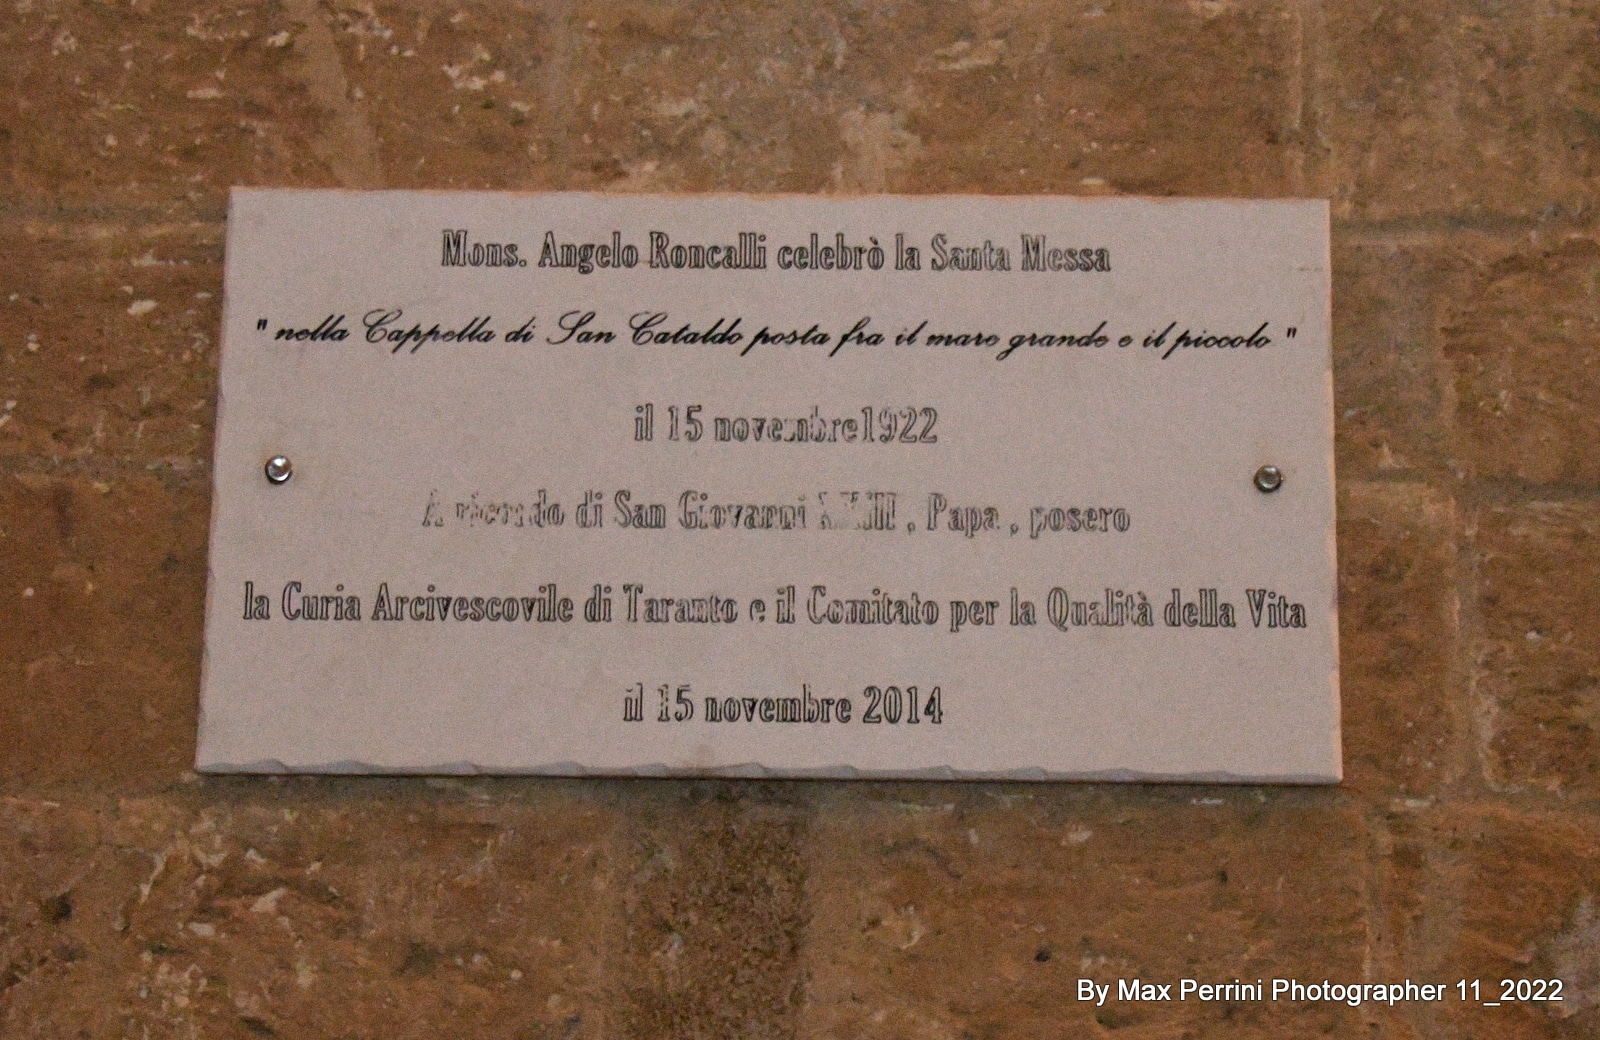 Mons. Angelo Roncalli celebrò la Santa Messa
" nella Cappella di San Cataldo posta fra il mare grande e il piccolo "
il 15 novembre1922
A ricordo di San Giovanni XXIII , Papa , posero
la Curia Arcivescovile di Taranto e il Comitato per la Qualità della Vita
il 15 novembre 2014
By Max Perrini Photographer 11_2022